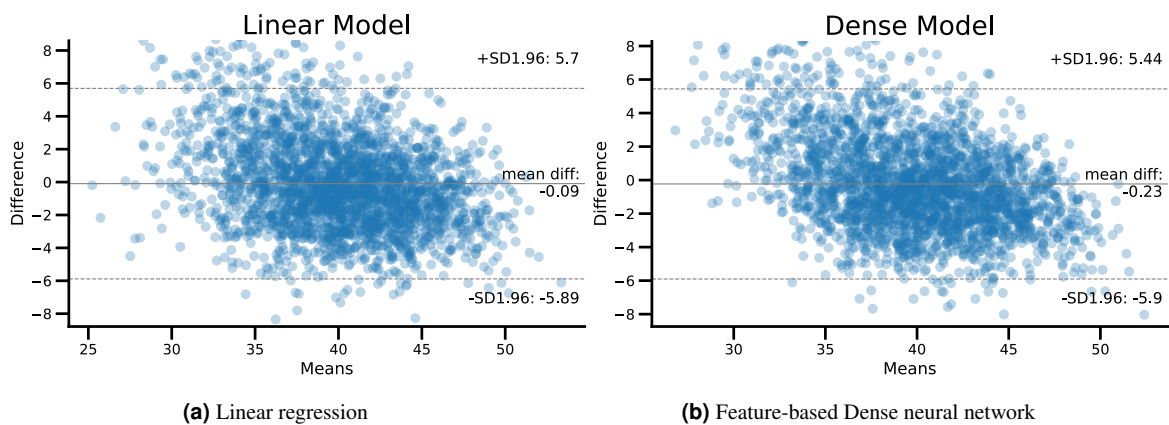 Linear Model
8
6
4
2
0
−2
−4
−6
−8
Difference
+SD1.96: 5.7
mean diff:
-0.09
-SD1.96: -5.89
25 30 35 40 45 50
Means
(a) Linear regression
Dense Model
8
6
4
2
0
−2
−4
−6
−8
Difference
+SD1.96: 5.44
mean diff:
-0.23
-SD1.96: -5.9
30 35 40 45 50
Means
(b) Feature-based Dense neural network